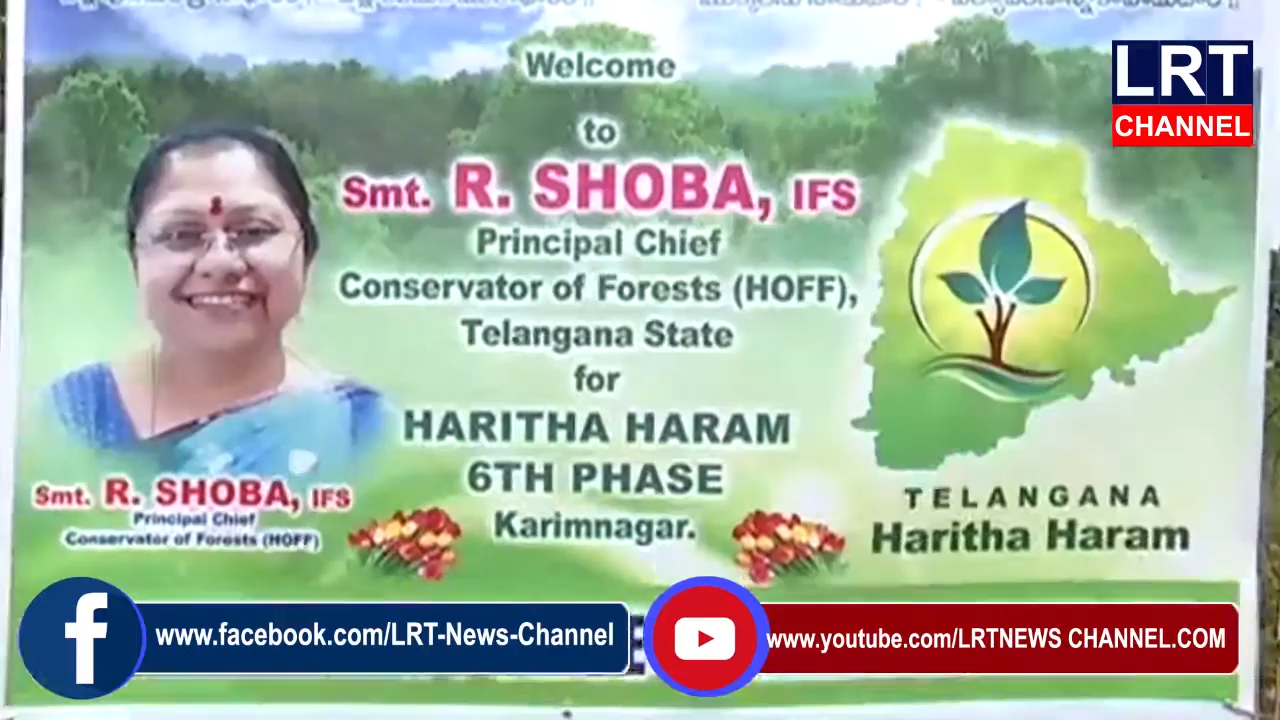 LRT
CHANNEL
Welcome
to
Smt. R. SHOBA, IFS
Principal Chief
Conservator of Forests (HOFF),
Telangana State
for
HARITHA HARAM
6TH PHASE
Karimnagar.
Smt. R. SHOBA, IFS
Principal Chief
Conservator of Forests (HOFF)
TELANGANA
Haritha Haram
www.facebook.com/LRT-News-Channel
www.youtube.com/LRTNEWS CHANNEL.COM